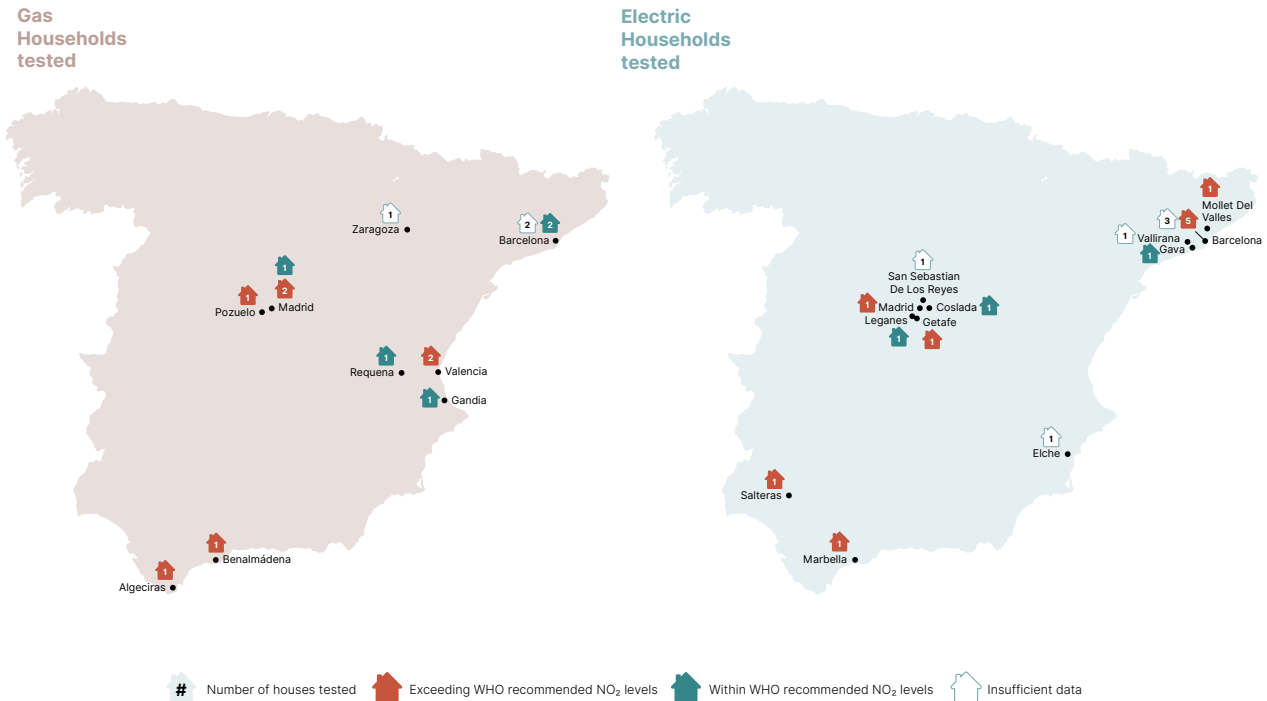 Gas
Households
tested
1
Zaragoza
2
2
Barcelona
1
2
1
Pozuelo
Madrid
1
2
Requena
Valencia
1
Gandia
1
Benalmádena
1
Algeciras
Electric
Households
tested
1
Mollet Del
Valles
3
5
1
Vallirana
Barcelona
Gava
1
1
San Sebastian
De Los Reyes
1
Madrid
Coslada
1
Leganes
Getafe
1
1
1
Elche
1
Salteras
1
Marbella
# Number of houses tested
Exceeding WHO recommended NO₂ levels
Within WHO recommended NO₂ levels
Insufficient data